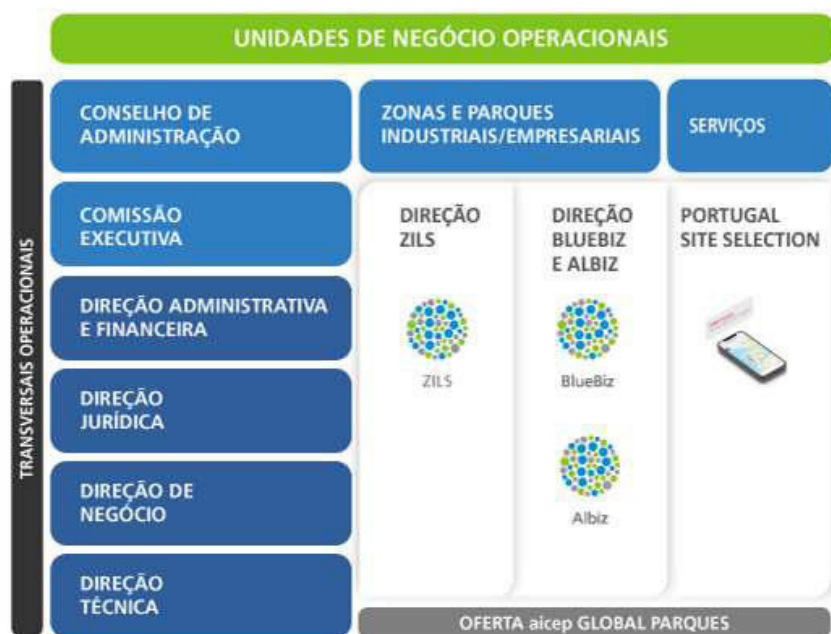 UNIDADES DE NEGÓCIO OPERACIONAIS
TRANSVERSAIS OPERACIONAIS
CONSELHO DE
ADMINISTRAÇÃO
ZONAS E PARQUES
INDUSTRIAIS/EMPRESARIAIS
SERVIÇOS
COMISSÃO
EXECUTIVA
DIREÇÃO ADMINISTRATIVA
E FINANCEIRA
DIREÇÃO
JURÍDICA
DIREÇÃO DE
NEGÓCIO
DIREÇÃO
TÉCNICA
DIREÇÃO
ZILS
ZILS
DIREÇÃO
BLUEBIZ
E ALBIZ
BlueBiz
Albiz
PORTUGAL
SITE SELECTION
OFERTA aicep GLOBAL PARQUES